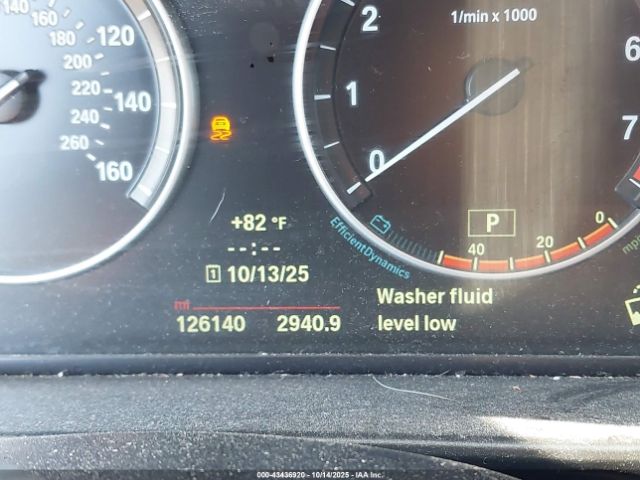 140
160
180
200
220
240
260
120
140
160
2
1
0
1/min x 1000
6
7
P
40 20 0
EfficientDynamics
+82 °F
--:--
1 10/13/25
mi
126140 2940.9
Washer fluid
level low
000-43436920 - 10/14/2025 - IAA Inc.